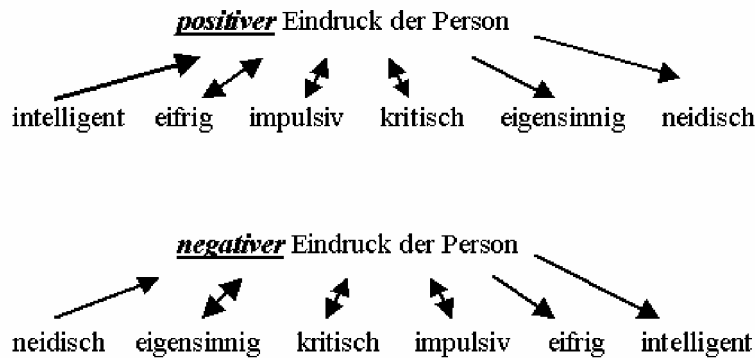 positiver Eindruck der Person
intelligent eifrig impulsiv kritisch eigensinnig neidisch
negativer Eindruck der Person
neidisch eigensinnig kritisch impulsiv eifrig intelligent